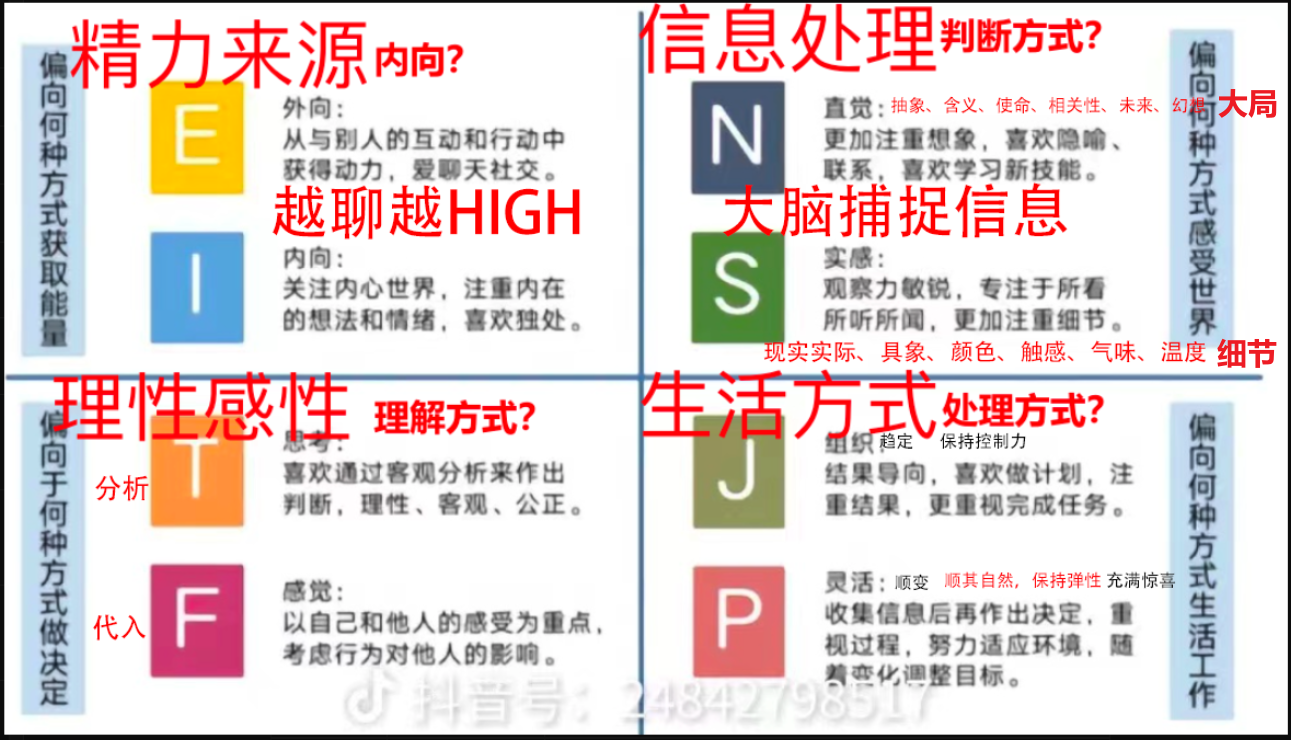 精力来源 内向?
偏向何种方式获取能量
E
外向：
从与别人的互动和行动中
获得动力，爱聊天社交。
越聊越HIGH
I
内向：
关注内心世界，注重内在
的想法和情绪，喜欢独处。
信息处理 判断方式?
N
直觉：抽象、含义、使命、相关性、未来、幻想 大局
更加注重想象，喜欢隐喻、
联系，喜欢学习新技能。
大脑捕捉信息
S
实感：
观察力敏锐，专注于所看
所听所闻，更加注重细节。
现实实际、具象、颜色、触感、气味、温度 细节
偏向何种方式感受世界
理性感性 理解方式?
偏向于何种方式做决定
分析
T
思考：
喜欢通过客观分析来作出
判断，理性、客观、公正。
代入
F
感觉：
以自己和他人的感受为重点，
考虑行为对他人的影响。
生活方式 处理方式?
J
组织：趋定 保持控制力
结果导向，喜欢做计划，注
重结果，更重视完成任务。
P
灵活：顺变 顺其自然，保持弹性 充满惊喜
收集信息后再作出决定，重
视过程，努力适应环境，随
着变化调整目标。
偏向何种方式生活工作
抖音号：24842798517